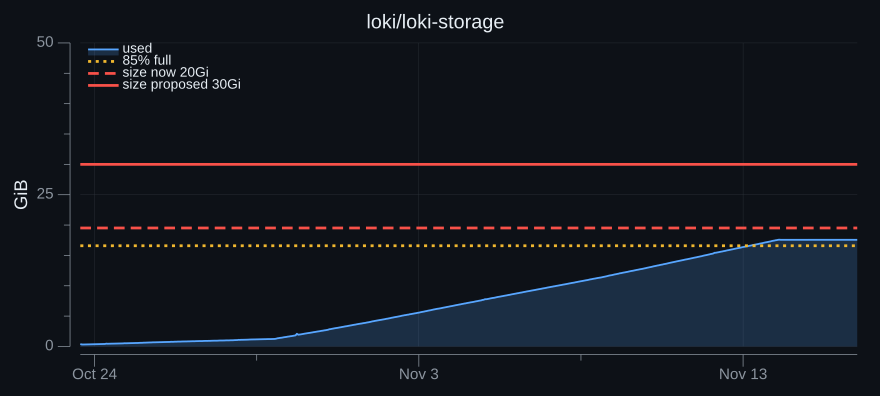 loki/loki-storage
used
85% full
size now 20Gi
size proposed 30Gi
GiB
50
25
0
Oct 24
Nov 3
Nov 13